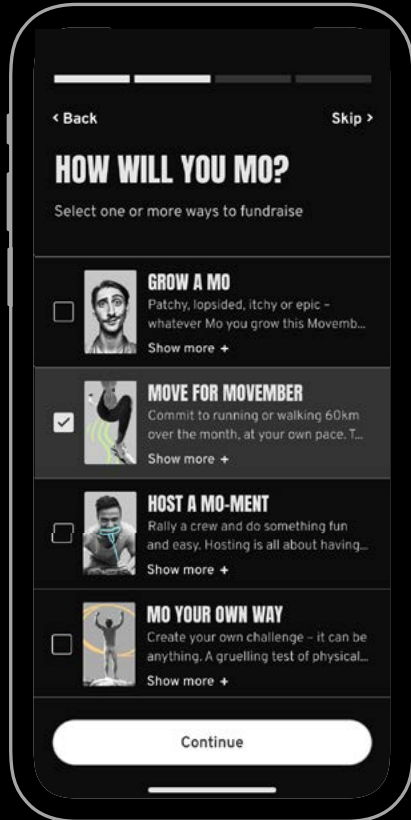 < Back
Skip >
HOW WILL YOU MO?
Select one or more ways to fundraise
GROW A MO
Patchy, lopsided, itchy or epic –
whatever Mo you grow this Movemb...
Show more +
MOVE FOR MOVEMBER
Commit to running or walking 60km
over the month, at your own pace. T...
Show more +
HOST A MO-MENT
Rally a crew and do something fun
and easy. Hosting is all about having...
Show more +
MO YOUR OWN WAY
Create your own challenge – it can be
anything. A gruelling test of physical...
Show more +
Continue